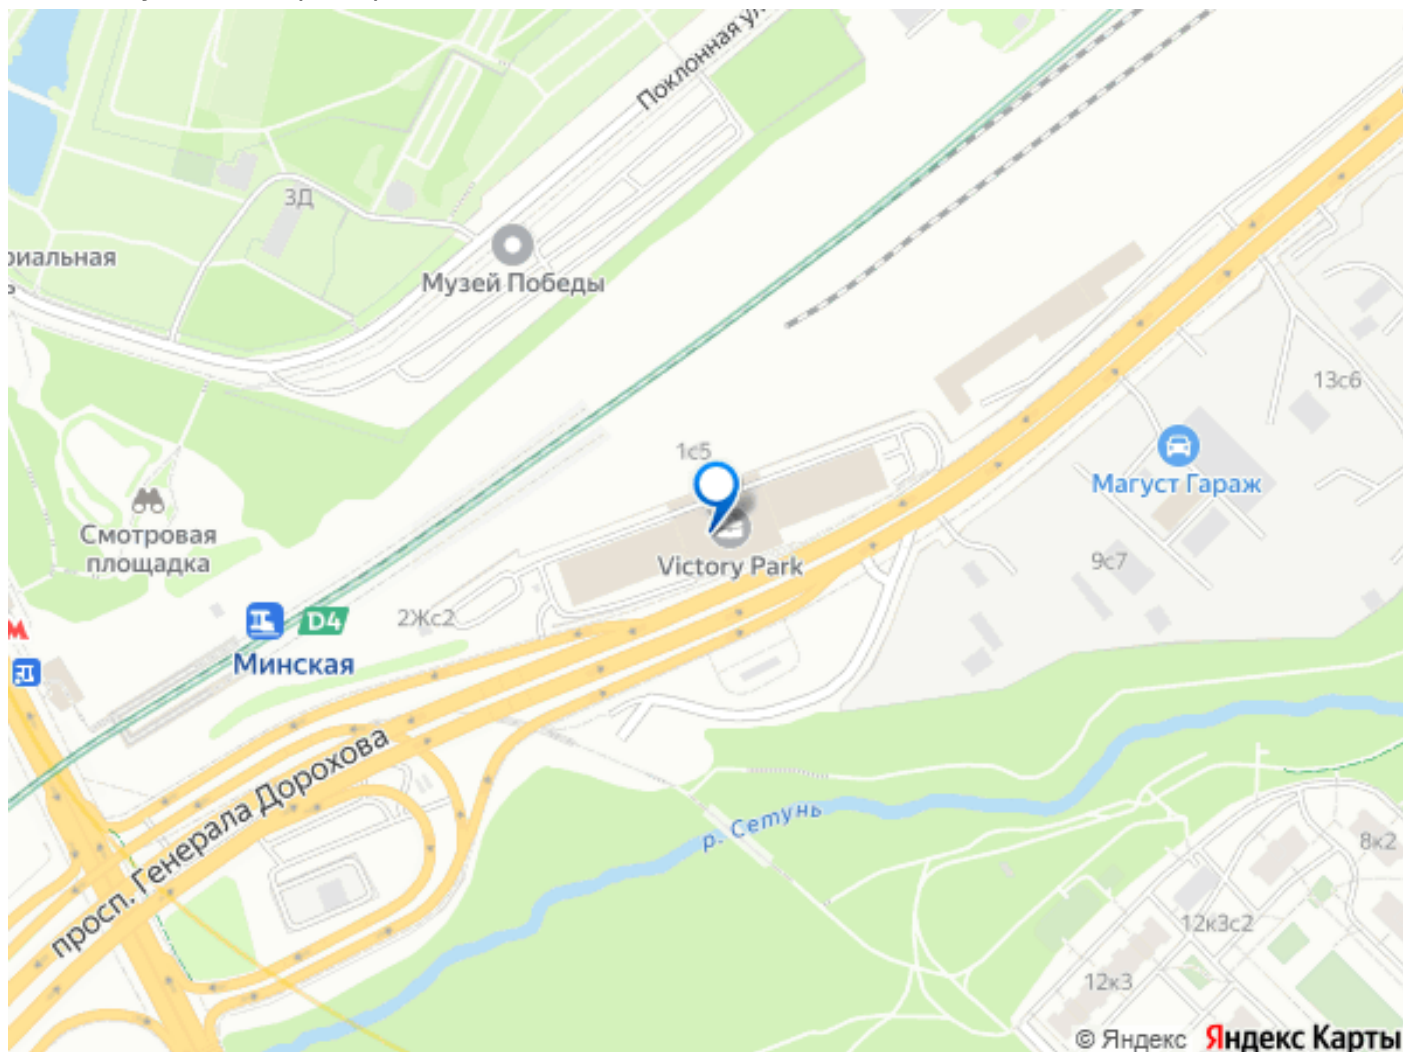 Поклонная ул
3Д
Музей Победы
риальная
1с5
13с6
Магуст Гараж
Смотровая
площадка
Victory Park
9с7
2Жс2
D4
Минская
просп. Генерала Дорохова
р. Сетунь
8к2
12к3с2
12к3
© Яндекс Яндекс Карты